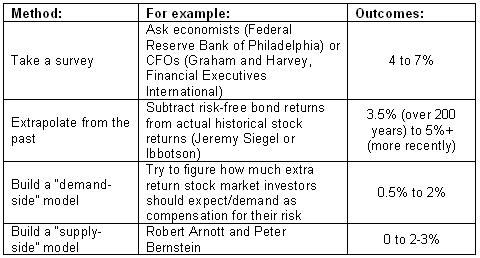 Method: For example: Outcomes:
Take a survey
Ask economists (Federal
Reserve Bank of Philadelphia) or
CFOs (Graham and Harvey,
Financial Executives
International)
4 to 7%
Extrapolate from the
past
Subtract risk-free bond returns
from actual historical stock
returns (Jeremy Siegel or
Ibbotson)
3.5% (over 200
years) to 5%+
(more recently)
Build a "demand-
side" model
Try to figure how much extra
return stock market investors
should expect/demand as
compensation for their risk
0.5% to 2%
Build a "supply-
side" model
Robert Arnott and Peter
Bernstein
0 to 2-3%